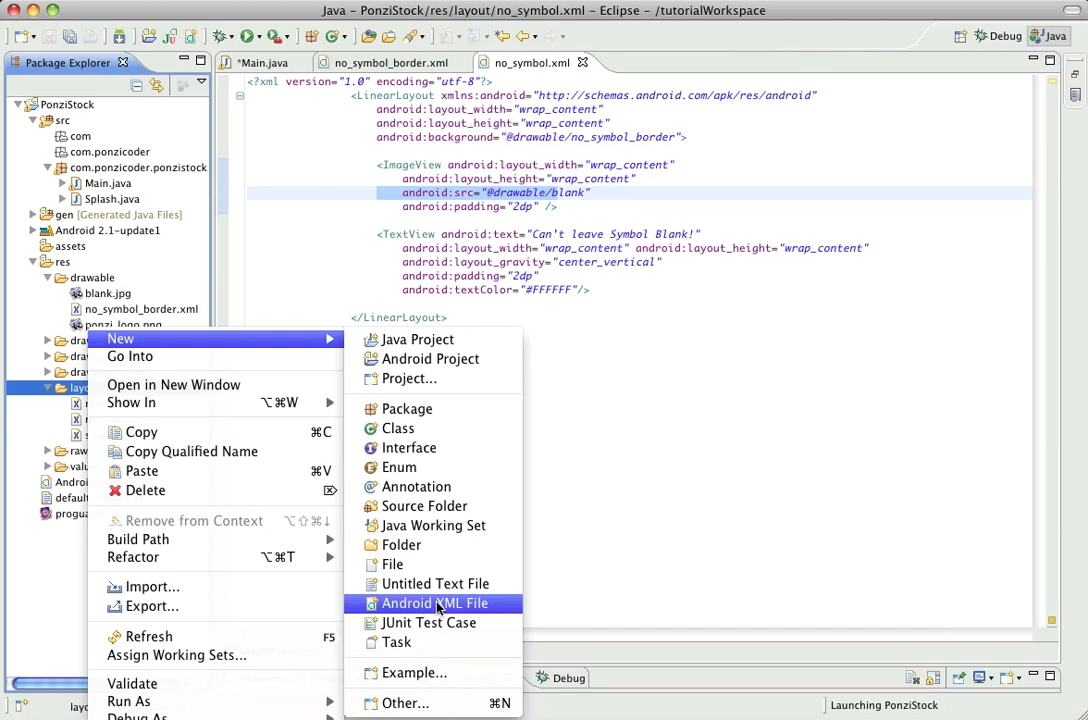 Java - PonziStock/res/layout/no_symbol.xml - Eclipse - /tutorialWorkspace
Debug
Java
Package Explorer
*Main.java
no_symbol_border.xml
no_symbol.xml
PonziStock
src
com
com.ponzicoder
com.ponzicoder.ponzistock
Main.java
Splash.java
gen [Generated Java Files]
Android 2.1-update1
assets
res
drawable
blank.jpg
no_symbol_border.xml
ponzi_logo.png
<?xml version="1.0" encoding="utf-8"?>
<LinearLayout xmlns:android="http://schemas.android.com/apk/res/android"
android:layout_width="wrap_content"
android:layout_height="wrap_content"
android:background="@drawable/no_symbol_border">
<ImageView android:layout_width="wrap_content"
android:layout_height="wrap_content"
android:src="@drawable/blank"
android:padding="2dp" />
<TextView android:text="Can't leave Symbol Blank!"
android:layout_width="wrap_content" android:layout_height="wrap_content"
android:layout_gravity="center_vertical"
android:padding="2dp"
android:textColor="#FFFFFF"/>
</LinearLayout>
New
Go Into
Open in New Window
Show In ⌥⌘W
Copy ⌘C
Copy Qualified Name
Paste ⌘V
Delete ⌦
Remove from Context ⌥⇧⌘↓
Build Path
Refactor ⌥⌘T
Import...
Export...
Refresh F5
Assign Working Sets...
Validate
Run As
Debug As
Java Project
Android Project
Project...
Package
Class
Interface
Enum
Annotation
Source Folder
Java Working Set
Folder
File
Untitled Text File
Android XML File
JUnit Test Case
Task
Example...
Other... ⌘N
Debug
Launching PonziStock